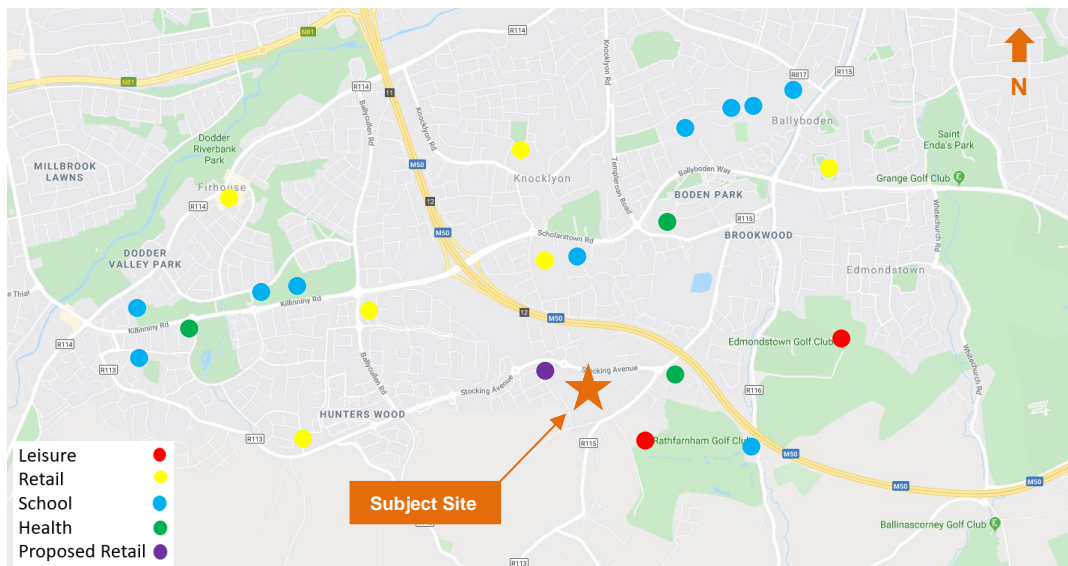 N81
R114
N81
11
R114
Knocklyon Rd
R817
R115
N
Ballycullen Rd
Knocklyon Rd
Ballyboden
Dodder
Riverbank
Park
Saint
Enda's Park
MILLBROOK
LAWNS
M50
Templeroan Road
Ballyboden Way
Knocklyon
Grange Golf Club
Firhouse
R114
12
BODEN PARK
Whitechurch Rd
R115
M50
Scholarstown Rd
BROOKWOOD
DODDER
VALLEY PARK
Edmondstown
Killininny Rd
12
M50
Killininny Rd
R114
Edmondstown Golf Club
R113
Ballycullen Rd
Stocking Avenue
Stocking Avenue
Whitechurch Rd
R116
HUNTERS WOOD
R113
R115
Rathfarnham Golf Club
M50
M50
M50
Leisure
Retail
School
Health
Proposed Retail
Subject Site
Ballinascorney Golf Club
R113